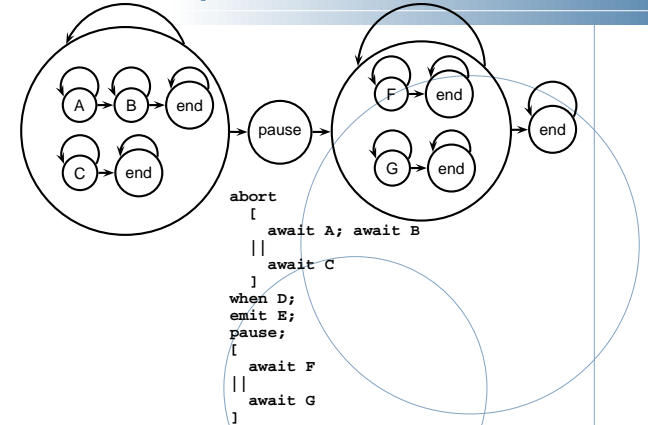 A B end
C end
pause
F end
G end
end
abort
[
await A; await B
||
await C
]
when D;
emit E;
pause;
[
await F
||
await G
]